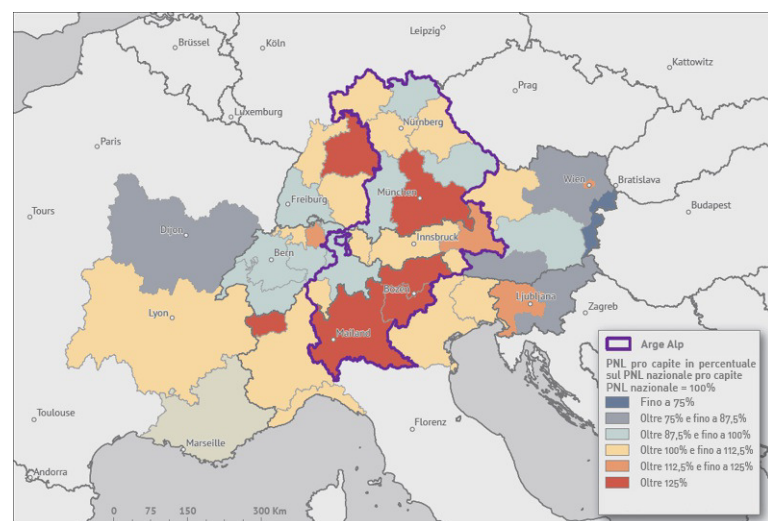 Leipzig
Brüssel
Köln
Kattowitz
Prag
Luxemburg
Nürnberg
Paris
Wien
Bratislava
München
Freiburg
Budapest
Tours
Dijon
Innsbruck
Bern
Bozen
Ljubljana
Zagreb
Lyon
Mailand
Toulouse
Florenz
Marseille
Andorra
0 75 150 300 Km
Arge Alp
PNL pro capite in percentuale
sul PNL nazionale pro capite
PNL nazionale = 100%
Fino a 75%
Oltre 75% e fino a 87,5%
Oltre 87,5% e fino a 100%
Oltre 100% e fino a 112,5%
Oltre 112,5% e fino a 125%
Oltre 125%